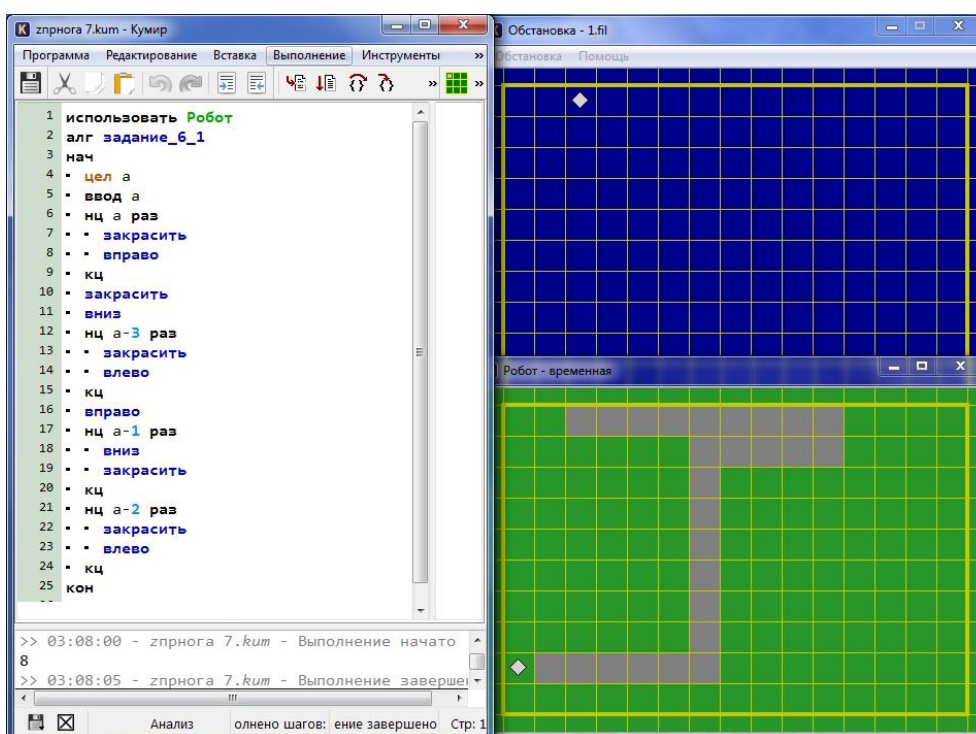 zпрнога 7.kum - Кумир
Программа Редактирование Вставка Выполнение Инструменты »
» »
1 использовать Робот
2 алг задание_6_1
3 нач
4 цел а
5 ввод а
6 нц а раз
7 закрасить
8 вправо
9 кц
10 закрасить
11 вниз
12 нц а-3 раз
13 закрасить
14 влево
15 кц
16 вправо
17 нц а-1 раз
18 вниз
19 закрасить
20 кц
21 нц а-2 раз
22 закрасить
23 влево
24 кц
25 кон
>> 03:08:00 - zпрнога 7.kum - Выполнение начато
8
>> 03:08:05 - zпрнога 7.kum - Выполнение заверше
Анализ олнено шагов: ение завершено Стр: 1
Обстановка - 1.fil
Обстановка Помощь
Робот - временная